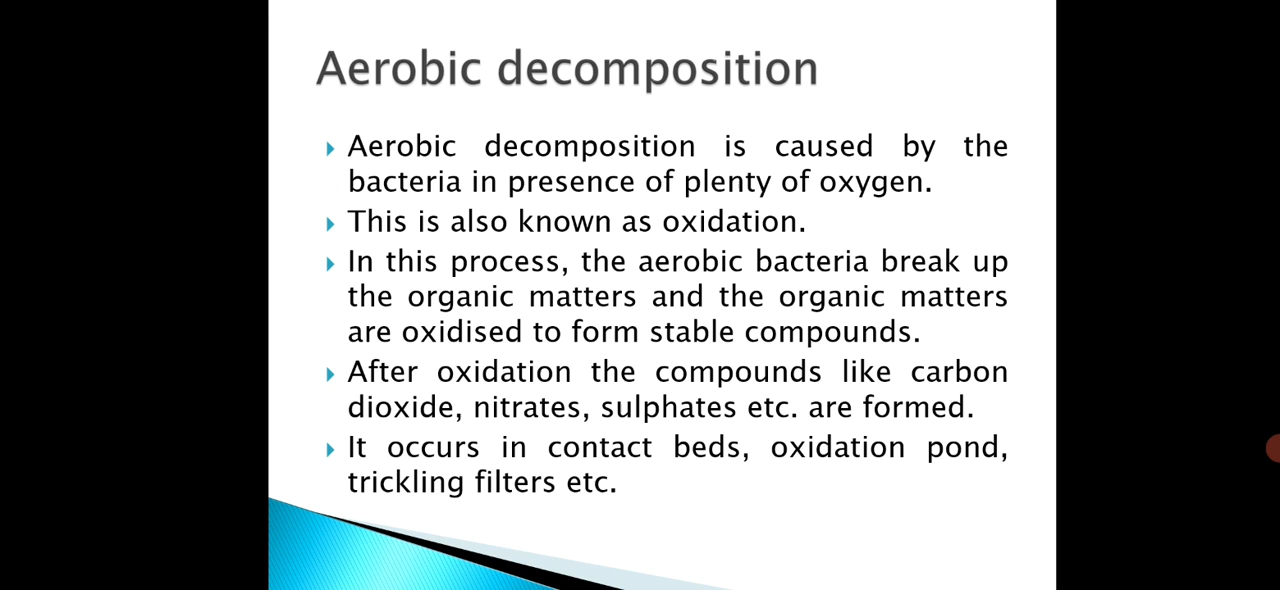 Aerobic decomposition
Aerobic decomposition is caused by the
bacteria in presence of plenty of oxygen.
This is also known as oxidation.
In this process, the aerobic bacteria break up
the organic matters and the organic matters
are oxidised to form stable compounds.
After oxidation the compounds like carbon
dioxide, nitrates, sulphates etc. are formed.
It occurs in contact beds, oxidation pond,
trickling filters etc.